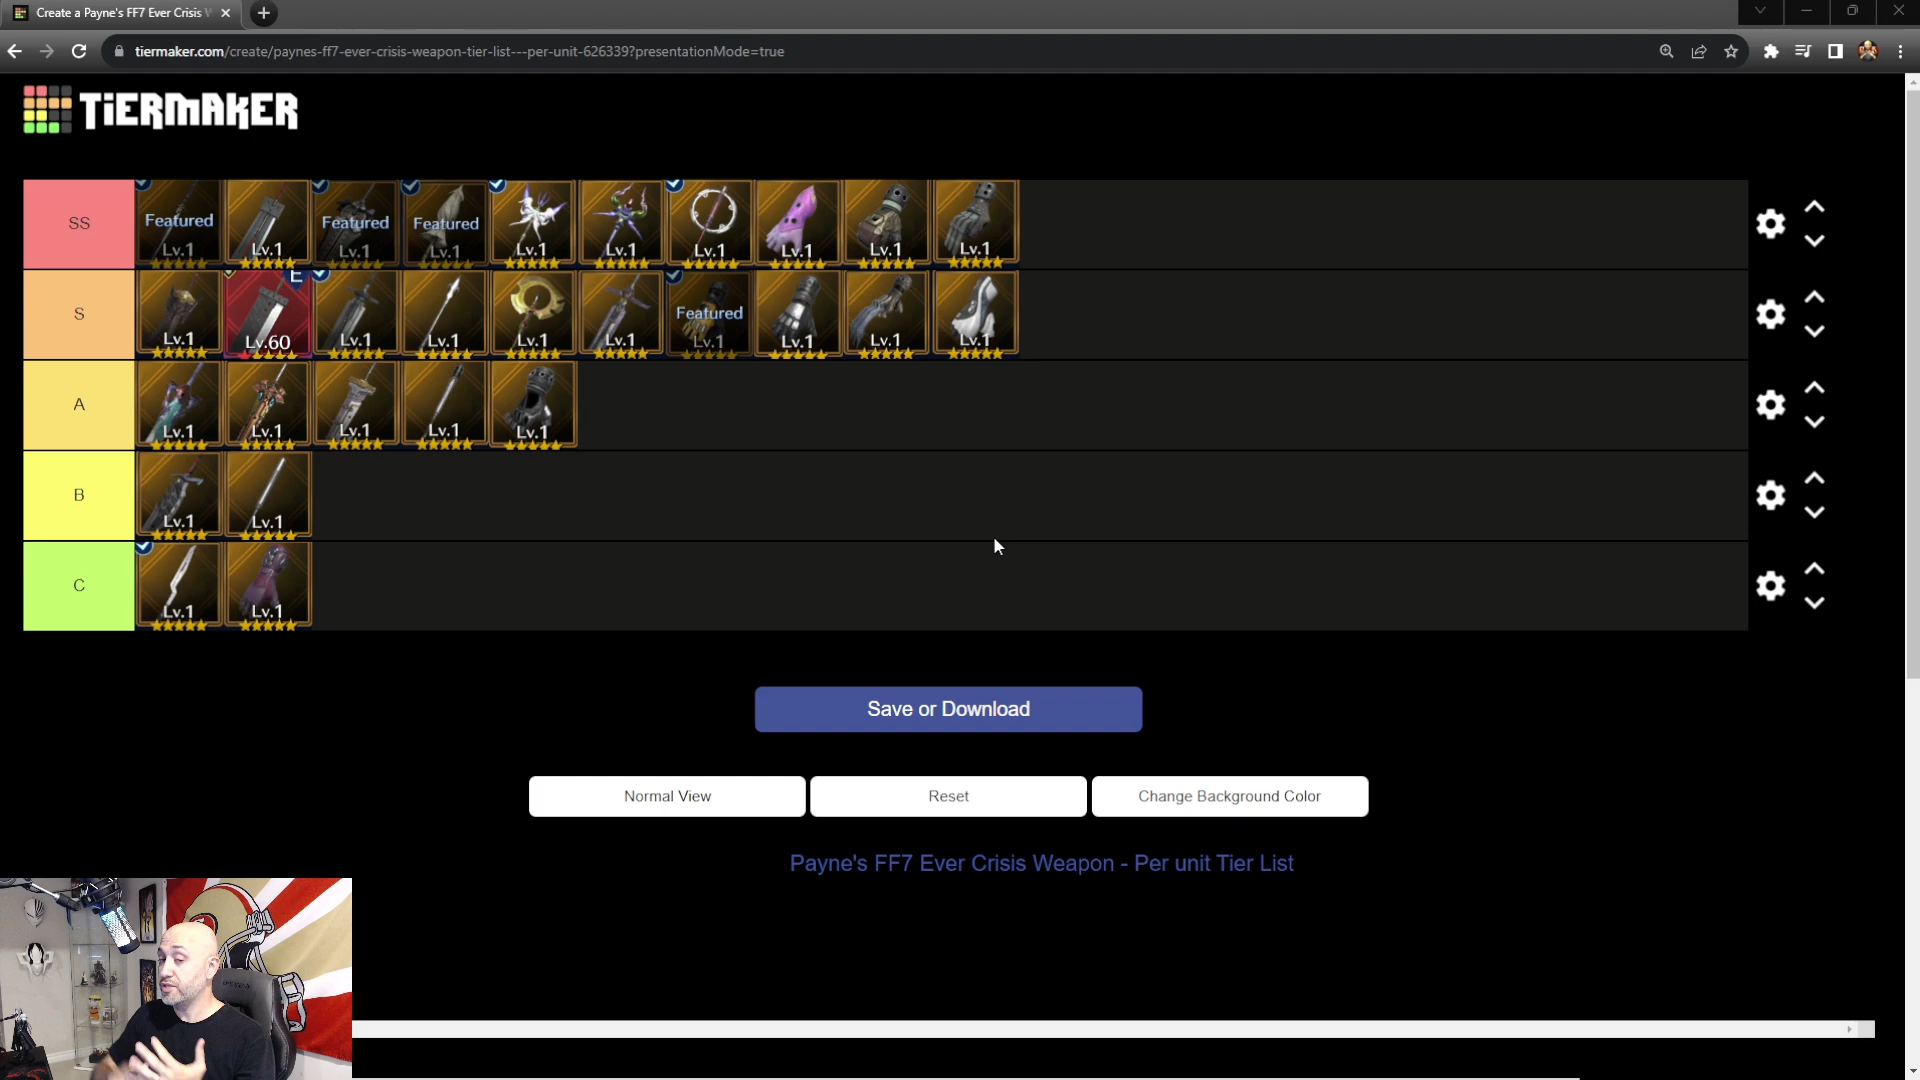 Create a Payne's FF7 Ever Crisis
tiermaker.com/create/paynes-ff7-ever-crisis-weapon-tier-list---per-unit-626339?presentationMode=true
TiERMAKER
SS
Featured
Lv.1
Lv.1
Featured
Lv.1
Featured
Lv.1
Lv.1
Lv.1
Lv.1
Lv.1
Lv.1
Lv.1
S
Lv.1
E
Lv.60
Lv.1
Lv.1
Lv.1
Lv.1
Featured
Lv.1
Lv.1
Lv.1
Lv.1
A
Lv.1
Lv.1
Lv.1
Lv.1
Lv.1
B
Lv.1
Lv.1
C
Lv.1
Lv.1
Save or Download
Normal View
Reset
Change Background Color
Payne's FF7 Ever Crisis Weapon - Per unit Tier List